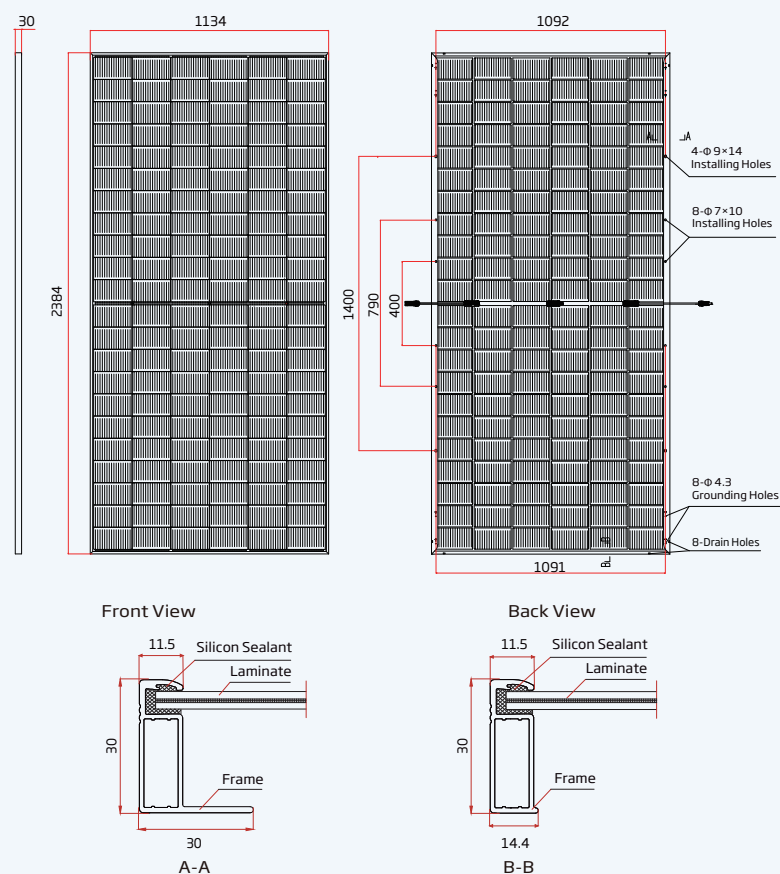 30
1134
1092
2384
1400
790
400
A
A
4-Φ 9×14
Installing Holes
8-Φ 7×10
Installing Holes
8-Φ 4.3
Grounding Holes
8-Drain Holes
B
B
1091
Front View
Back View
11.5
Silicon Sealant
Laminate
30
Frame
30
A-A
11.5
Silicon Sealant
Laminate
30
Frame
14.4
B-B